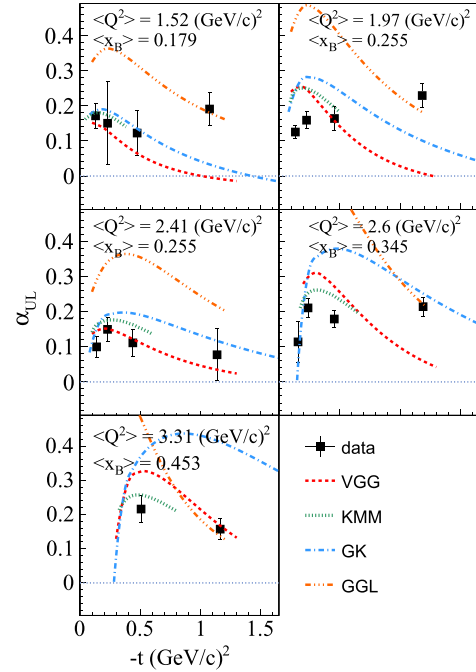 <Q²> = 1.52 (GeV/c)²
<x_B> = 0.179
<Q²> = 1.97 (GeV/c)²
<x_B> = 0.255
0.4
0.3
0.2
0.1
0
<Q²> = 2.41 (GeV/c)²
<x_B> = 0.255
<Q²> = 2.6 (GeV/c)²
<x_B> = 0.345
α_UL
0.4
0.3
0.2
0.1
0
<Q²> = 3.31 (GeV/c)²
<x_B> = 0.453
0.4
0.3
0.2
0.1
0
data
VGG
KMM
GK
GGL
0 0.5 1 1.5
-t (GeV/c)²